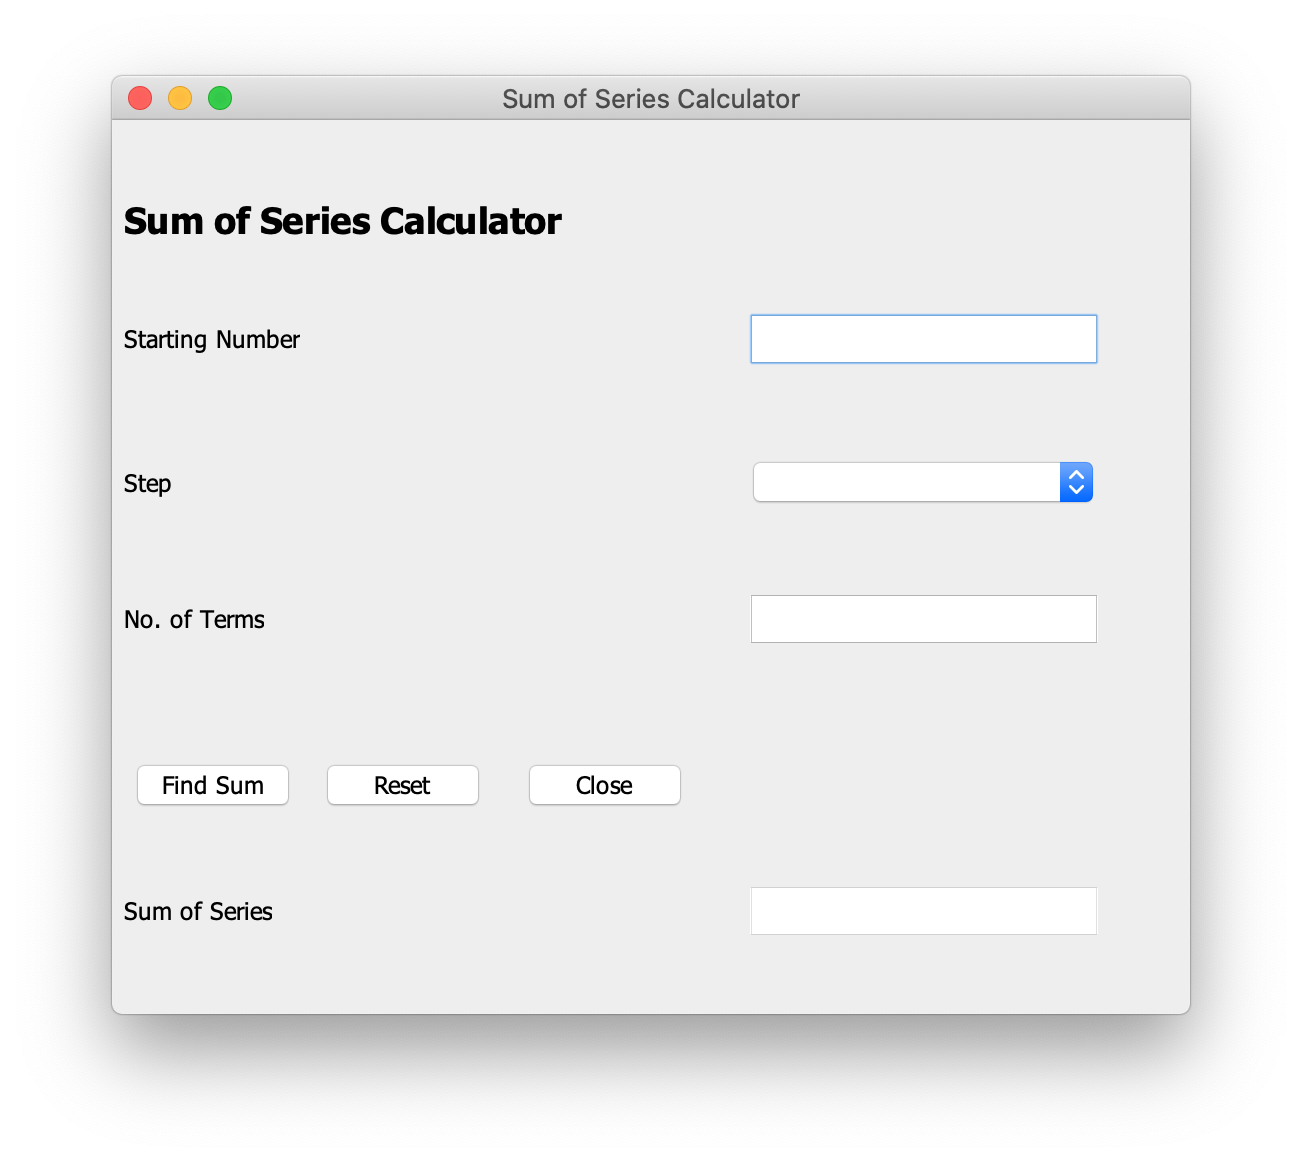 Sum of Series Calculator
Sum of Series Calculator
Starting Number
Step
No. of Terms
Find Sum Reset Close
Sum of Series